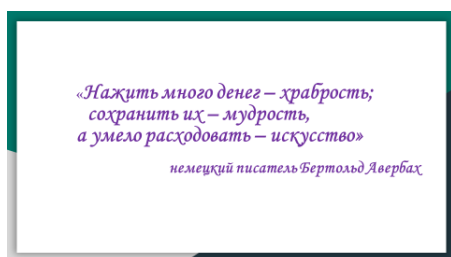 «Нажить много денег – храбрость;
сохранить их – мудрость,
а умело расходовать – искусство»
немецкий писатель Бертольд Авербах